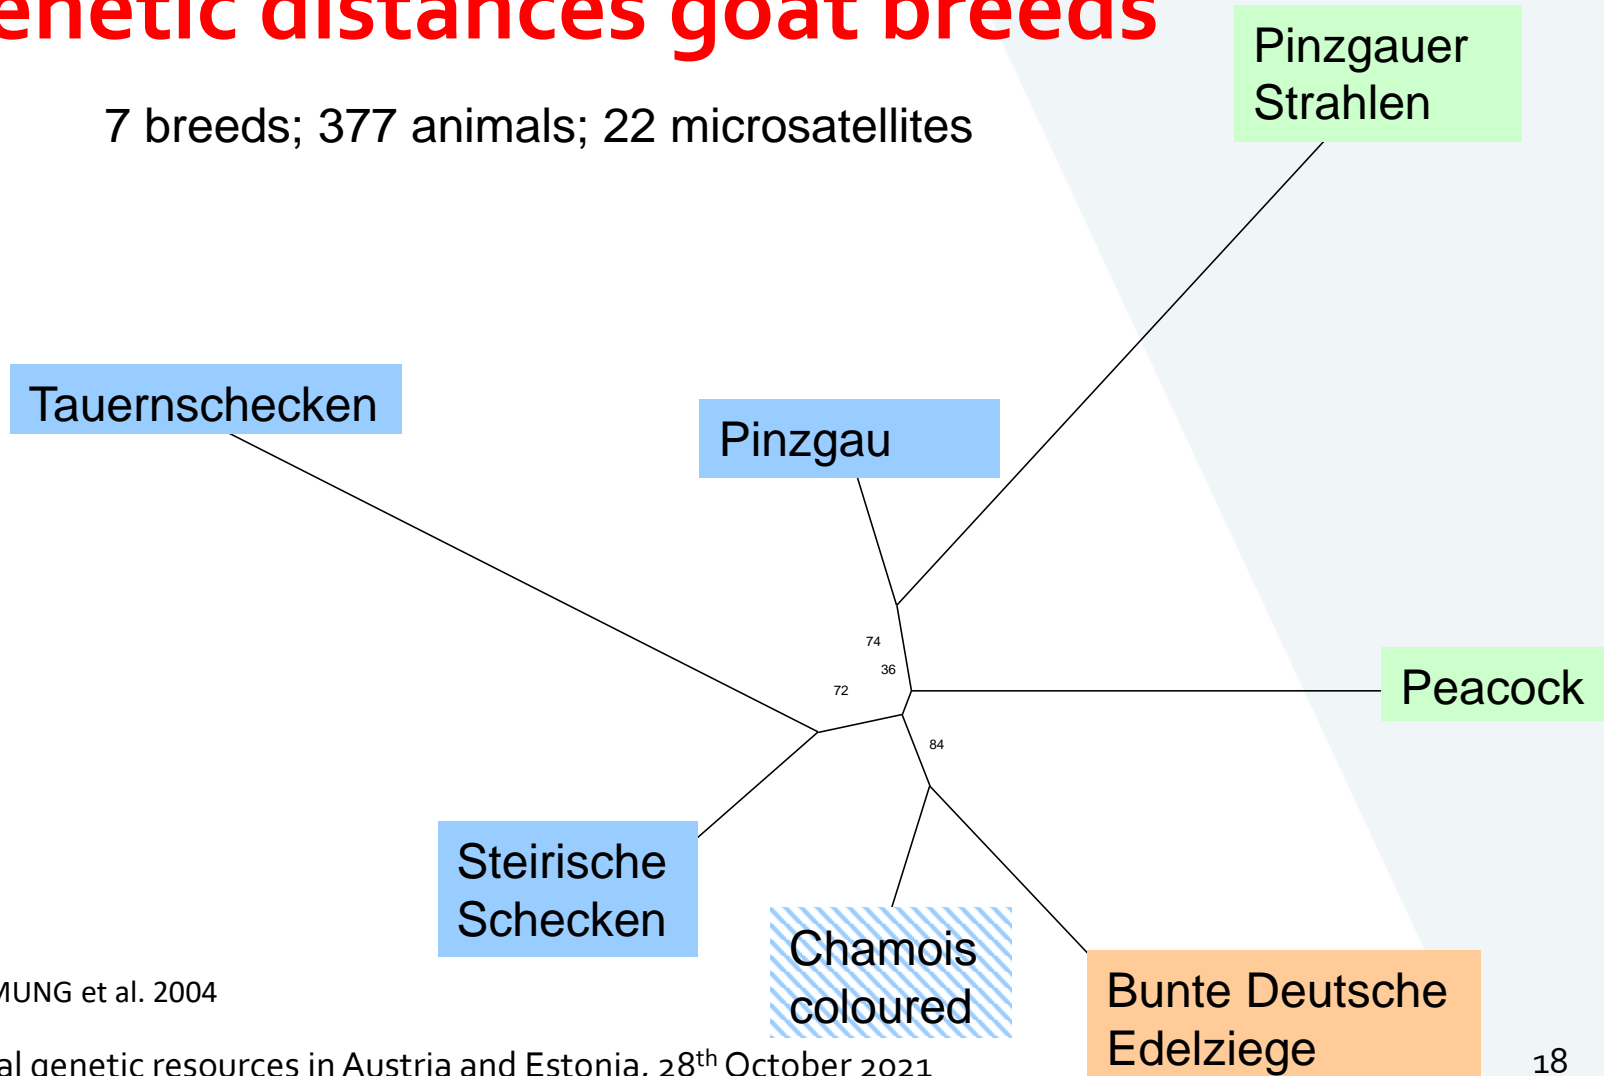 enetic distances goat breeds
7 breeds; 377 animals; 22 microsatellites
Pinzgauer
Strahlen
Tauernschecken
Pinzgau
74
36
72
Peacock
84
Steirische
Schecken
Chamois
coloured
Bunte Deutsche
Edelziege
MUNG et al. 2004
al genetic resources in Austria and Estonia, 28th October 2021
18